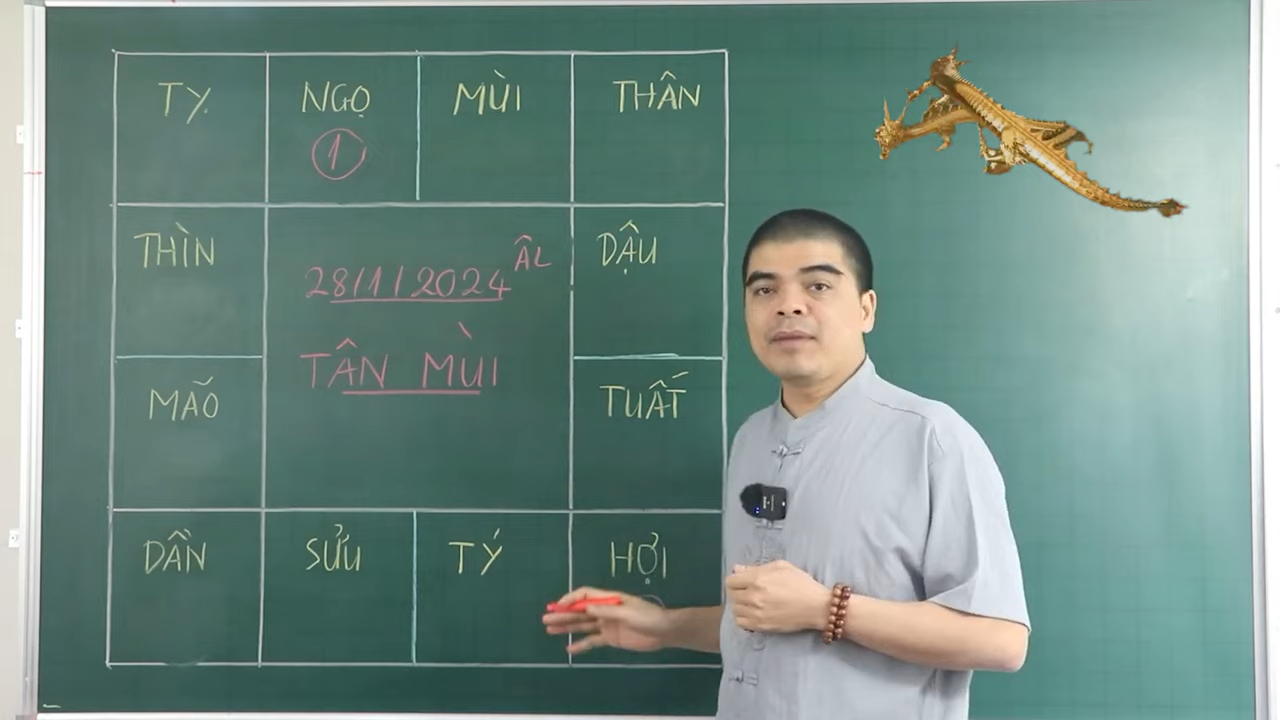 TỴ
NGỌ
1
MÙI
THÂN
THÌN
28/1/2024 ÂL
DẬU
TÂN MÙI
MÃO
TUẤT
DẦN
SỬU
TÝ
HỢI